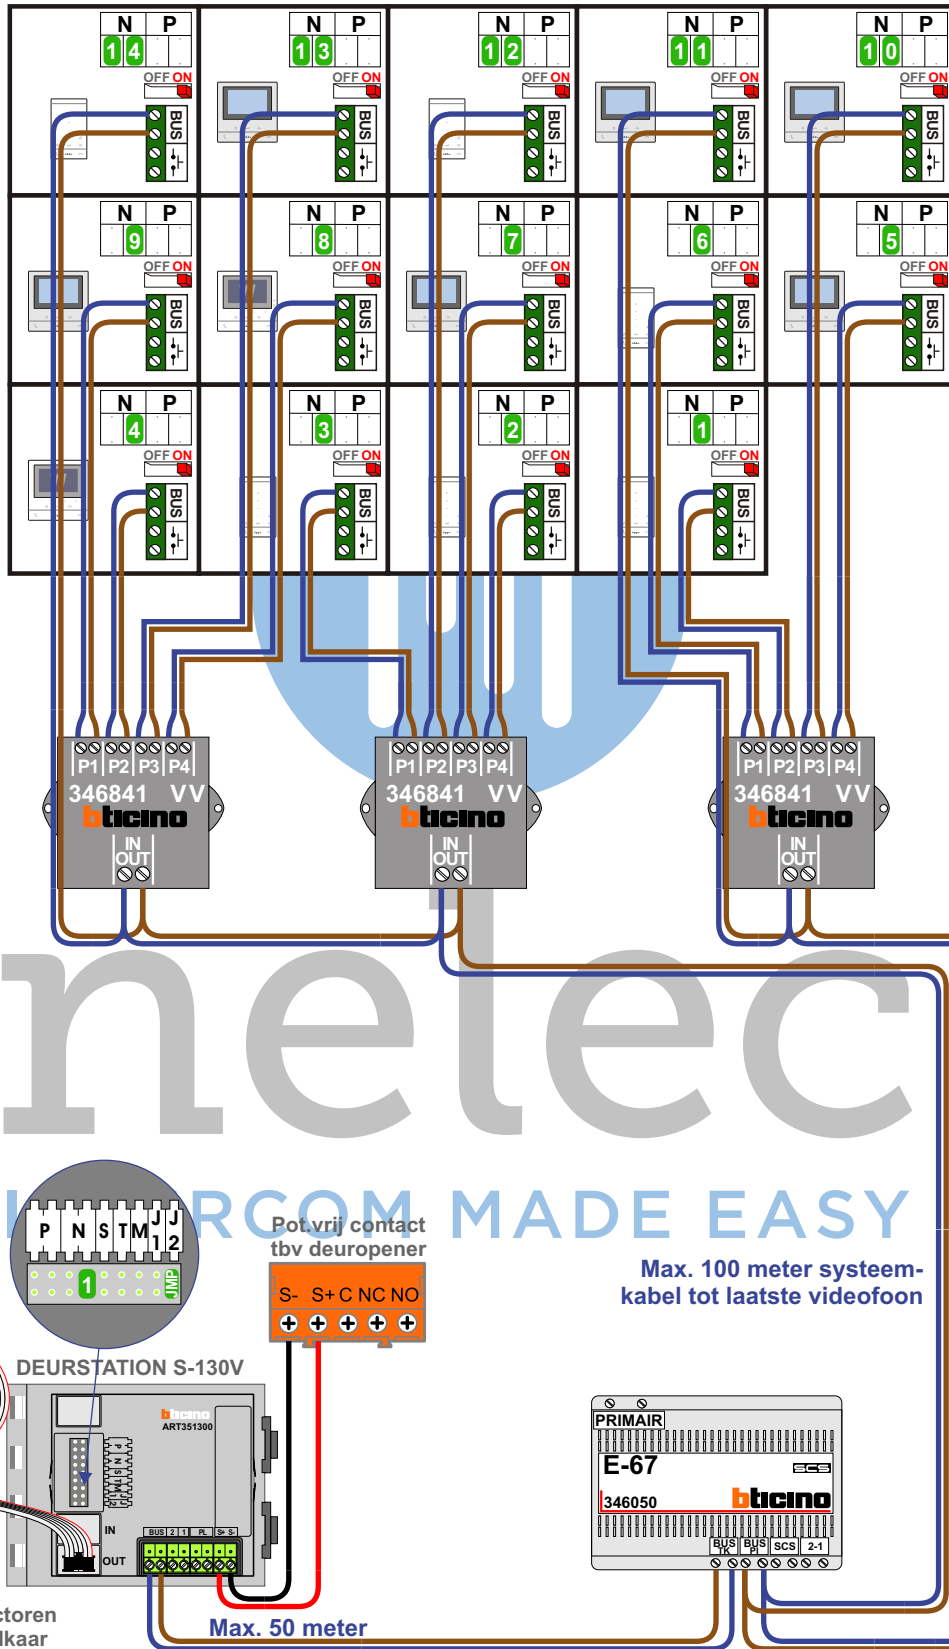 N P N P N P N P N P
14 13 12 11 10
OFF ON OFF ON OFF ON OFF ON OFF ON
BUS BUS BUS BUS BUS
N P N P N P N P N P
9 8 7 6 5
OFF ON OFF ON OFF ON OFF ON OFF ON
BUS BUS BUS BUS BUS
N P N P N P N P
4 3 2 1
OFF ON OFF ON OFF ON OFF ON
BUS BUS BUS BUS
P1 P2 P3 P4 P1 P2 P3 P4 P1 P2 P3 P4
346841 VV 346841 VV 346841 VV
bticino bticino bticino
IN IN IN
OUT OUT OUT
nelec
RCOM MADE EASY
P N S T M J1 J2
1 JMP
Pot.vrij contact
tbv deuropener
S- S+ C NC NO
Max. 100 meter systeem-
kabel tot laatste videofoon
DEURSTATION S-130V
bticino
ART351300
P N S T M J1 J2
IN
OUT
BUS 2 1 PL S+ S-
PRIMAIR
E-67
SCS
346050
bticino
BUS TK BUS PI SCS 2-1
ctoren
lkaar
Max. 50 meter